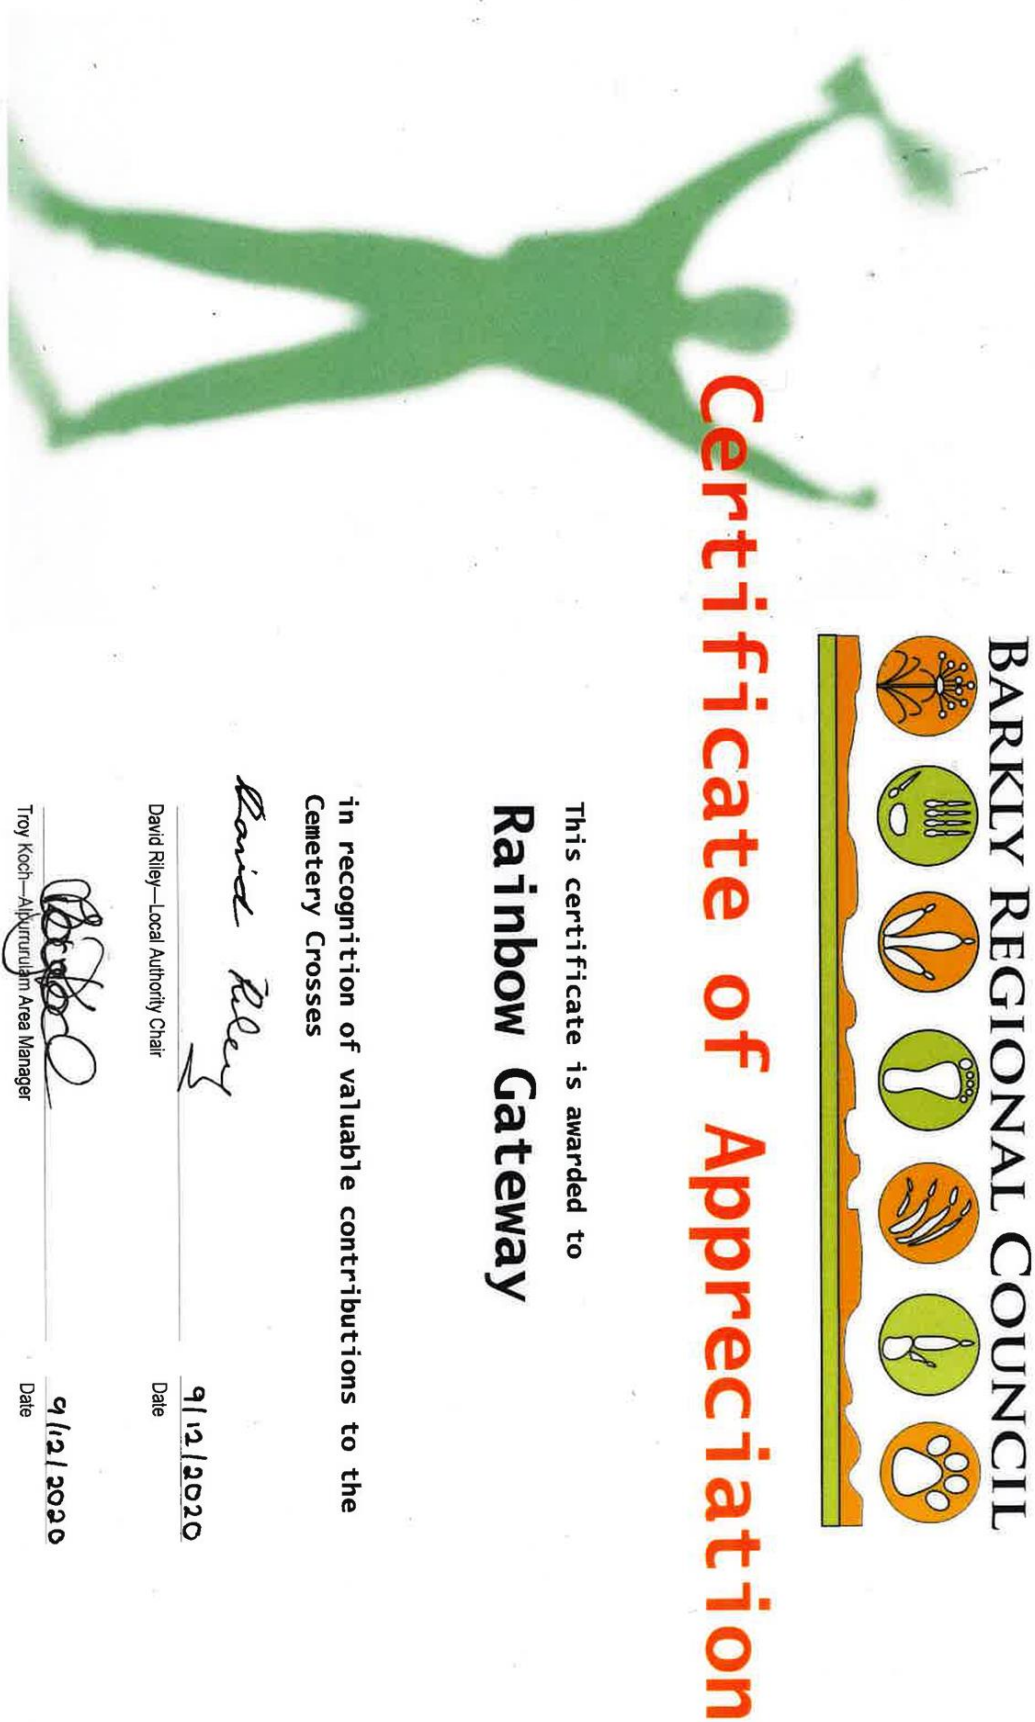 BARKLY REGIONAL COUNCIL
Certificate of Appreciation
This certificate is awarded to
Rainbow Gateway
in recognition of valuable contributions to the
Cemetery Crosses
David Riley
David Riley—Local Authority Chair
9/12/2020
Date
Troy Koch—Alpurrurulam Area Manager
9/12/2020
Date